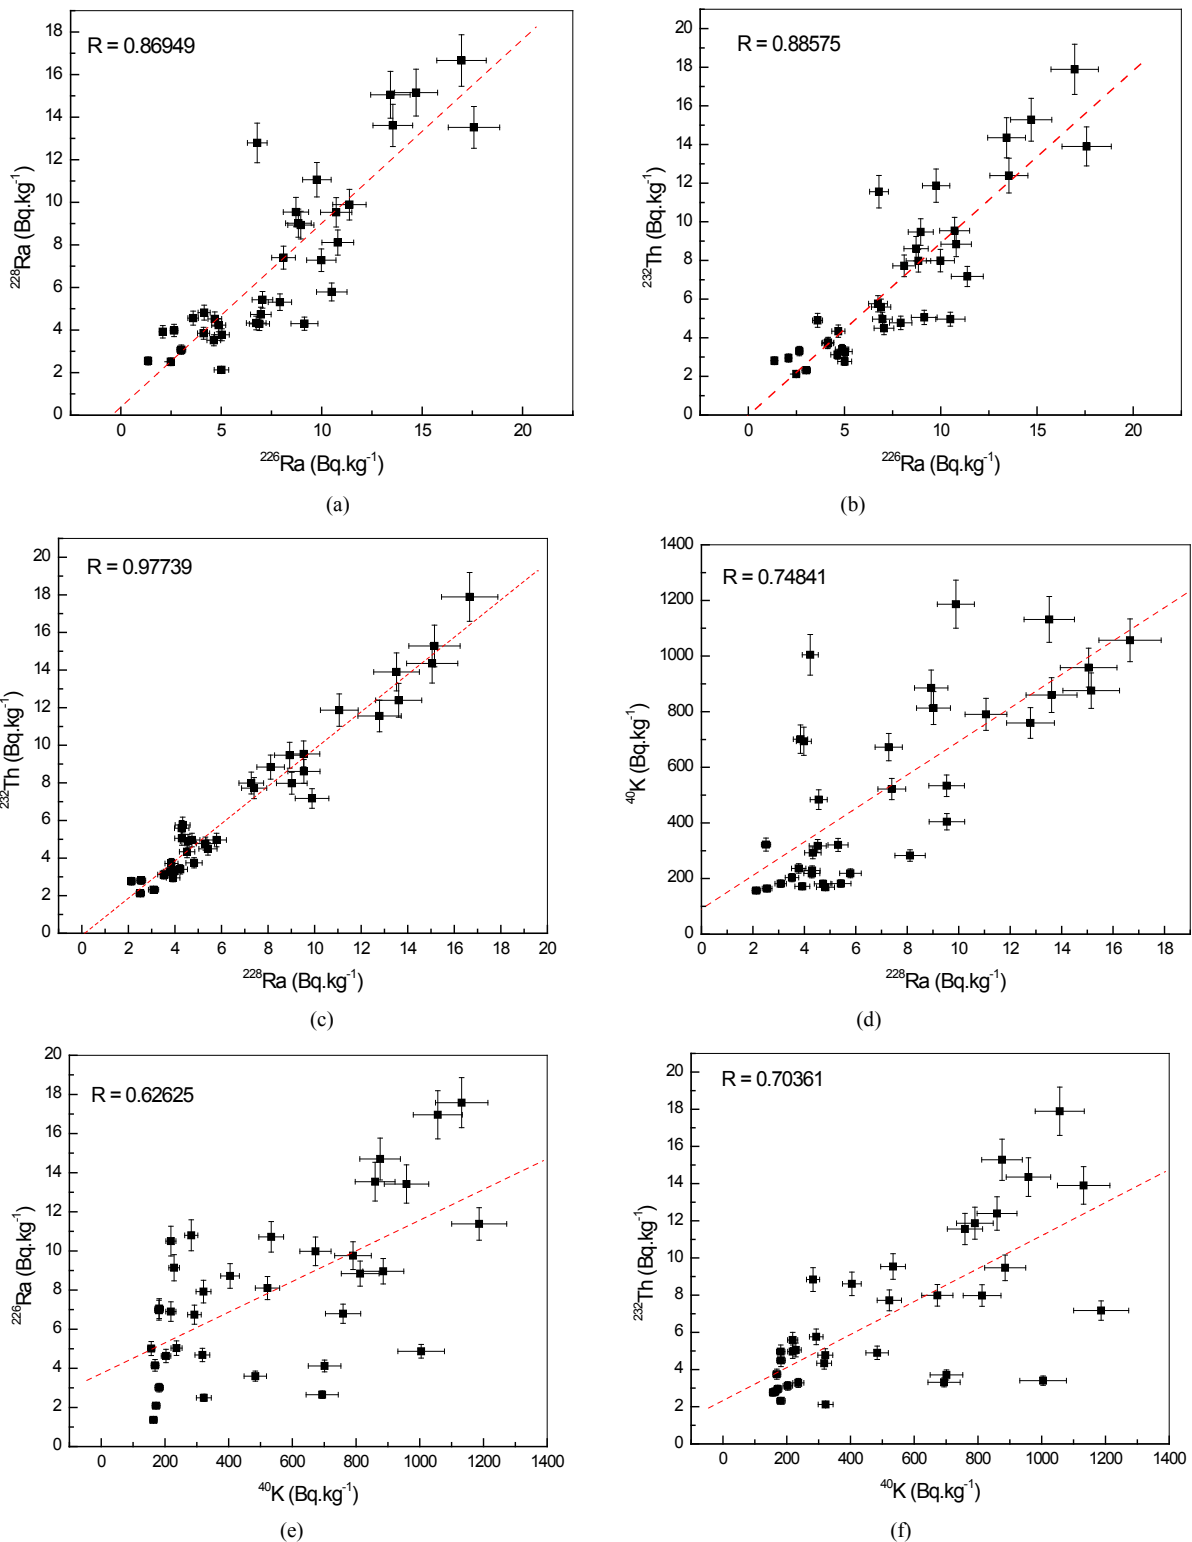 R = 0.86949
18
16
14
12
10
8
6
4
2
0
²²⁸Ra (Bq.kg⁻¹)
0 5 10 15 20
²²⁶Ra (Bq.kg⁻¹)
(a)
R = 0.88575
20
18
16
14
12
10
8
6
4
2
0
²³²Th (Bq.kg⁻¹)
0 5 10 15 20
²²⁶Ra (Bq.kg⁻¹)
(b)
R = 0.97739
20
18
16
14
12
10
8
6
4
2
0
²³²Th (Bq.kg⁻¹)
0 2 4 6 8 10 12 14 16 18 20
²²⁸Ra (Bq.kg⁻¹)
(c)
R = 0.74841
1400
1200
1000
800
600
400
200
0
⁴⁰K (Bq.kg⁻¹)
0 2 4 6 8 10 12 14 16 18
²²⁸Ra (Bq.kg⁻¹)
(d)
R = 0.62625
20
18
16
14
12
10
8
6
4
2
0
²²⁶Ra (Bq.kg⁻¹)
0 200 400 600 800 1000 1200 1400
⁴⁰K (Bq.kg⁻¹)
(e)
R = 0.70361
20
18
16
14
12
10
8
6
4
2
0
²³²Th (Bq.kg⁻¹)
0 200 400 600 800 1000 1200 1400
⁴⁰K (Bq.kg⁻¹)
(f)